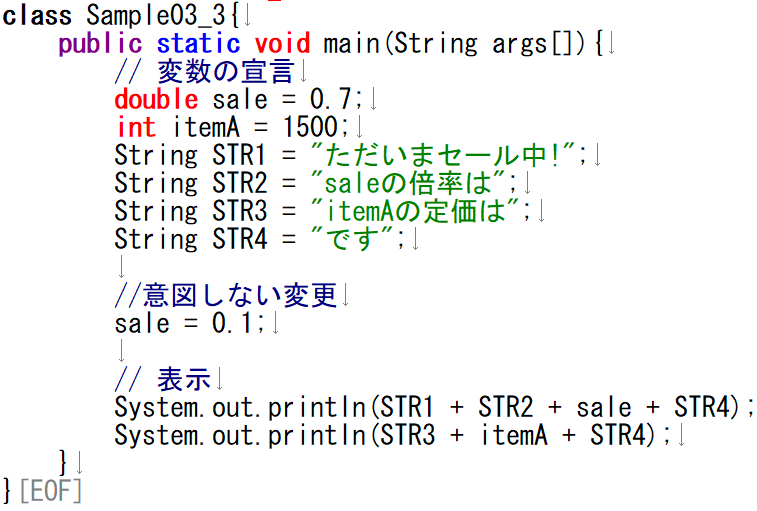 class Sample03_3{↓
public static void main(String args[]){↓
// 変数の宣言↓
double sale = 0.7;↓
int itemA = 1500;↓
String STR1 = "ただいまセール中!";↓
String STR2 = "saleの倍率は";↓
String STR3 = "itemAの定価は";↓
String STR4 = "です";↓
↓
//意図しない変更↓
sale = 0.1;↓
↓
// 表示↓
System.out.println(STR1 + STR2 + sale + STR4);
System.out.println(STR3 + itemA + STR4);↓
}↓
}[EOF]